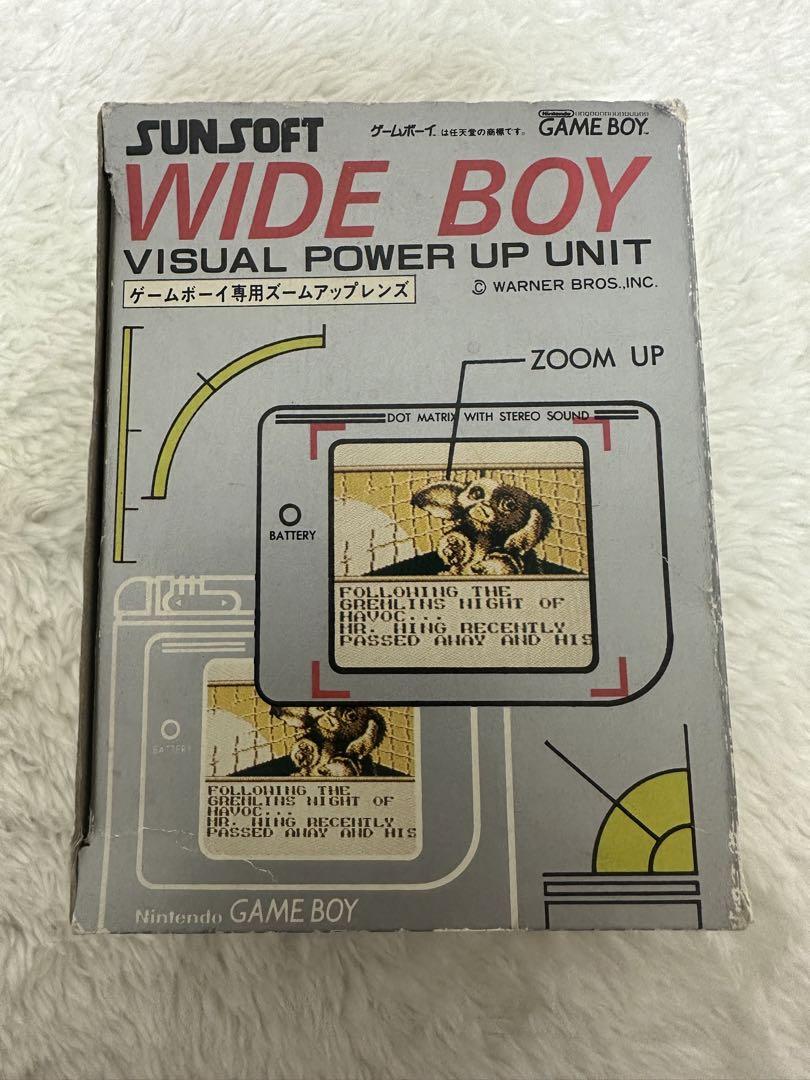 SUNSOFT
ゲームボーイ™は任天堂の商標です。
Nintendo
GAME BOY™
WIDE BOY
VISUAL POWER UP UNIT
ゲームボーイ専用ズームアップレンズ
© WARNER BROS.,INC.
ZOOM UP
DOT MATRIX WITH STEREO SOUND
BATTERY
FOLLOWING THE
GREMLINS NIGHT OF
HAVOC...
MR. WING RECENTLY
PASSED AWAY AND HIS
BATTERY
FOLLOWING THE
GREMLINS NIGHT OF
HAVOC...
MR. WING RECENTLY
PASSED AWAY AND HIS
Nintendo GAME BOY